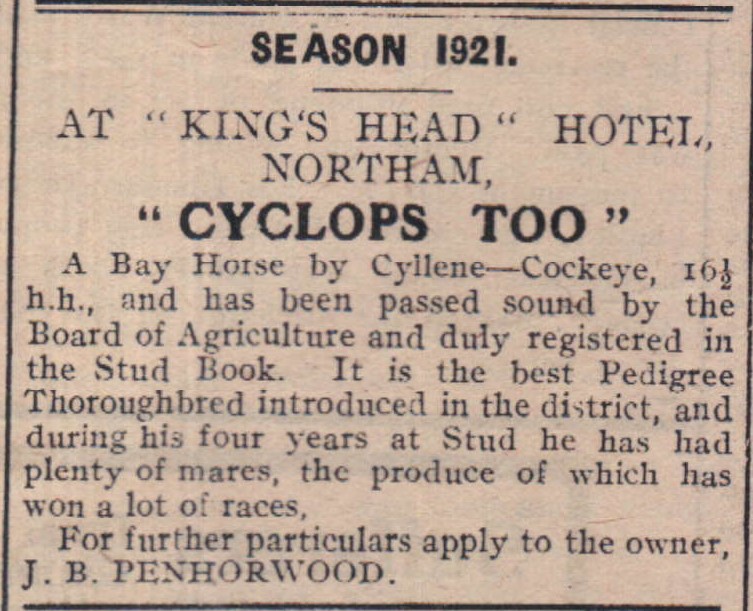 SEASON 1921.
AT "KING'S HEAD" HOTEL,
NORTHAM,
"CYCLOPS TOO"
A Bay Horse by Cyllene—Cockeye, 16½
h.h., and has been passed sound by the
Board of Agriculture and duly registered in
the Stud Book. It is the best Pedigree
Thoroughbred introduced in the district, and
during his four years at Stud he has had
plenty of mares, the produce of which has
won a lot of races,
For further particulars apply to the owner,
J. B. PENHORWOOD.